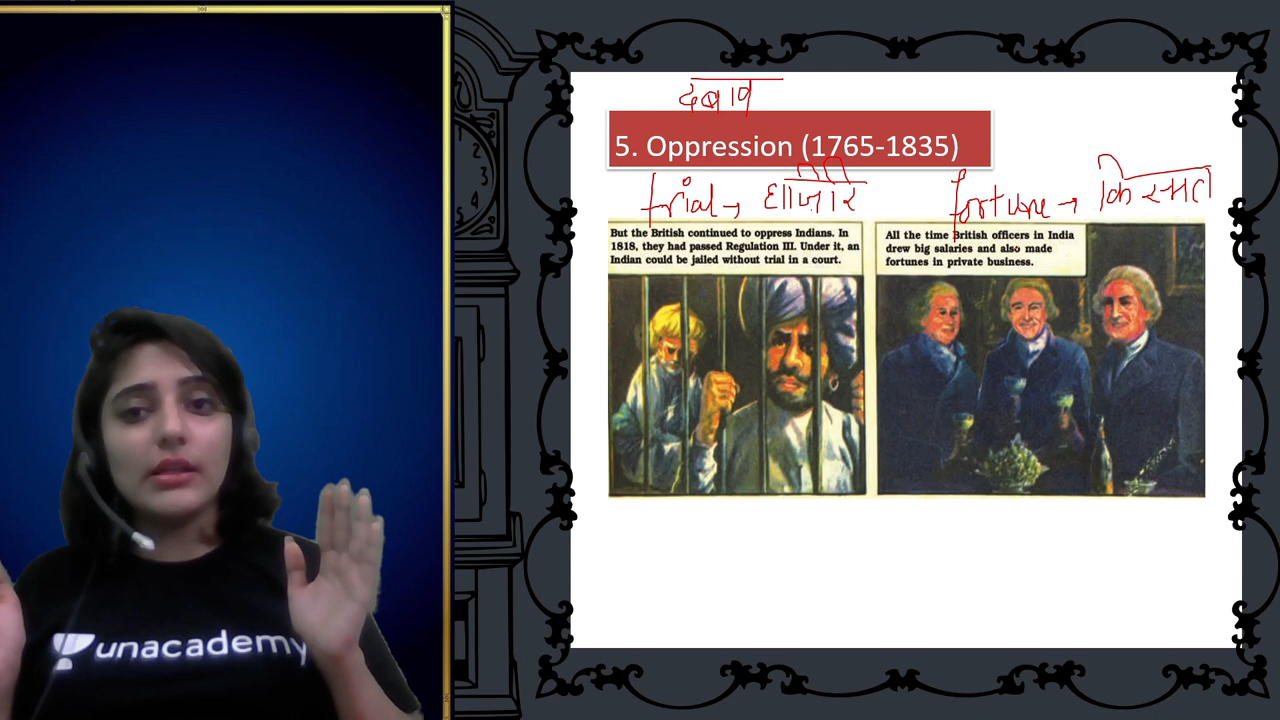 दबाव
5. Oppression (1765-1835)
trial →
fortune → किस्मत
But the British continued to oppress Indians. In
1818, they had passed Regulation III. Under it, an
Indian could be jailed without trial in a court.
All the time British officers in India
drew big salaries and also made
fortunes in private business.
unacademy